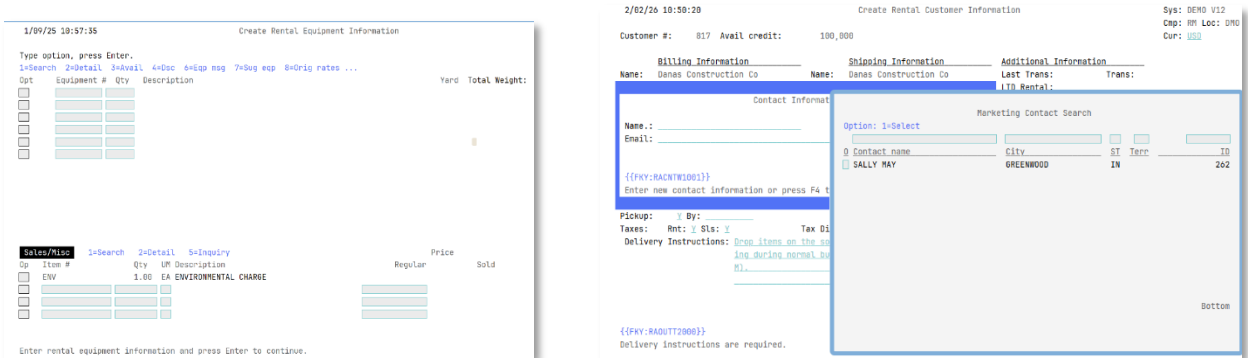 1/09/25 10:57:35 Create Rental Equipment Information
Type option, press Enter.
1=Search 2=Detail 3=Avail 4=Dsc 6=Eqp msg 7=Sug eqp 8=Orig rates ...
Opt Equipment # Qty Description Yard Total Weight:
Sales/Misc 1=Search 2=Detail 5=Inquiry Price
Op Item # Qty UM Description Regular Sold
ENV 1.00 EA ENVIRONMENTAL CHARGE
Enter rental equipment information and press Enter to continue.
2/02/26 10:50:20 Create Rental Customer Information Sys: DEMO V12
Cmp: RM Loc: DMO
Customer #: 817 Avail credit: 100,000 Cur: USD
Billing Information Shipping Information Additional Information
Name: Danas Construction Co Name: Danas Construction Co Last Trans: Trans:
LTD Rental:
Contact Informat
Name.:
Email:
{{FKY:RACNTW1001}}
Enter new contact information or press F4 t
Marketing Contact Search
Option: 1=Select
O Contact name City ST Terr ID
SALLY MAY GREENWOOD IN 262
Bottom
Pickup: Y By:
Taxes: Rnt: Y Sls: Y Tax Di
Delivery Instructions: Drop items on the so
ing during normal bu
M).
{{FKY:RAOUTT2000}}
Delivery instructions are required.